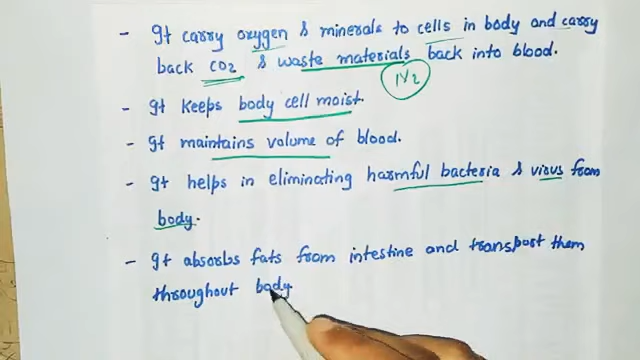 - It carry oxygen & minerals to cells in body and carry
back CO2 & waste materials back into blood.
1½
- It keeps body cell moist.
- It maintains volume of blood.
- It helps in eliminating harmful bacteria & virus from
body.
- It absorbs fats from intestine and transport them
throughout body